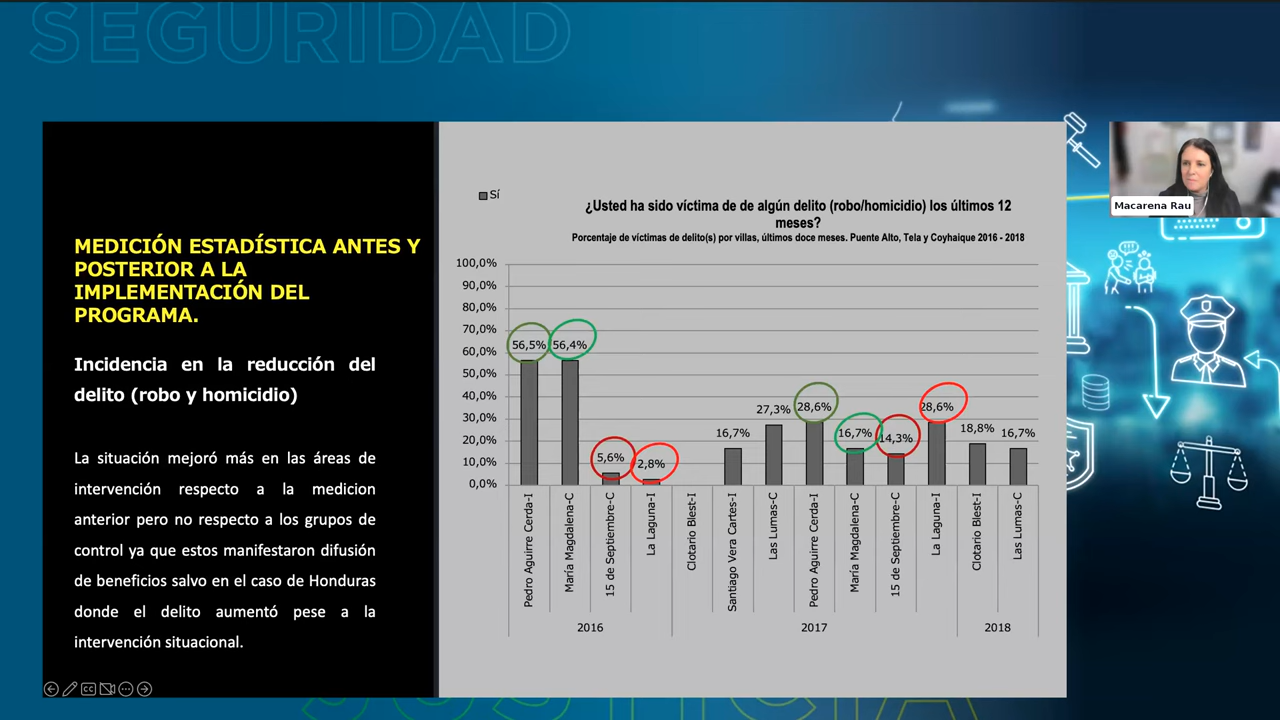 SEGURIDAD
MEDICIÓN ESTADÍSTICA ANTES Y
POSTERIOR A LA
IMPLEMENTACIÓN DEL
PROGRAMA.
Incidencia en la reducción del
delito (robo y homicidio)
La situación mejoró más en las áreas de
intervención respecto a la medicion
anterior pero no respecto a los grupos de
control ya que estos manifestaron difusión
de beneficios salvo en el caso de Honduras
donde el delito aumentó pese a la
intervención situacional.
Sí
¿Usted ha sido víctima de de algún delito (robo/homicidio) los últimos 12
meses?
Porcentaje de víctimas de delito(s) por villas, últimos doce meses. Puente Alto, Tela y Coyhaique 2016 - 2018
100,0%
90,0%
80,0%
70,0%
60,0%
50,0%
40,0%
30,0%
20,0%
10,0%
0,0%
56,5%
56,4%
5,6%
2,8%
16,7%
27,3%
28,6%
16,7%
14,3%
28,6%
18,8%
16,7%
Pedro Aguirre Cerda-I
María Magdalena-C
15 de Septiembre-C
La Laguna-I
Clotario Blest-I
Santiago Vera Cartes-I
Las Lumas-C
Pedro Aguirre Cerda-I
María Magdalena-C
15 de Septiembre-C
La Laguna-I
Clotario Blest-I
Las Lumas-C
2016
2017
2018
Macarena Rau
CC
JUSTICIA